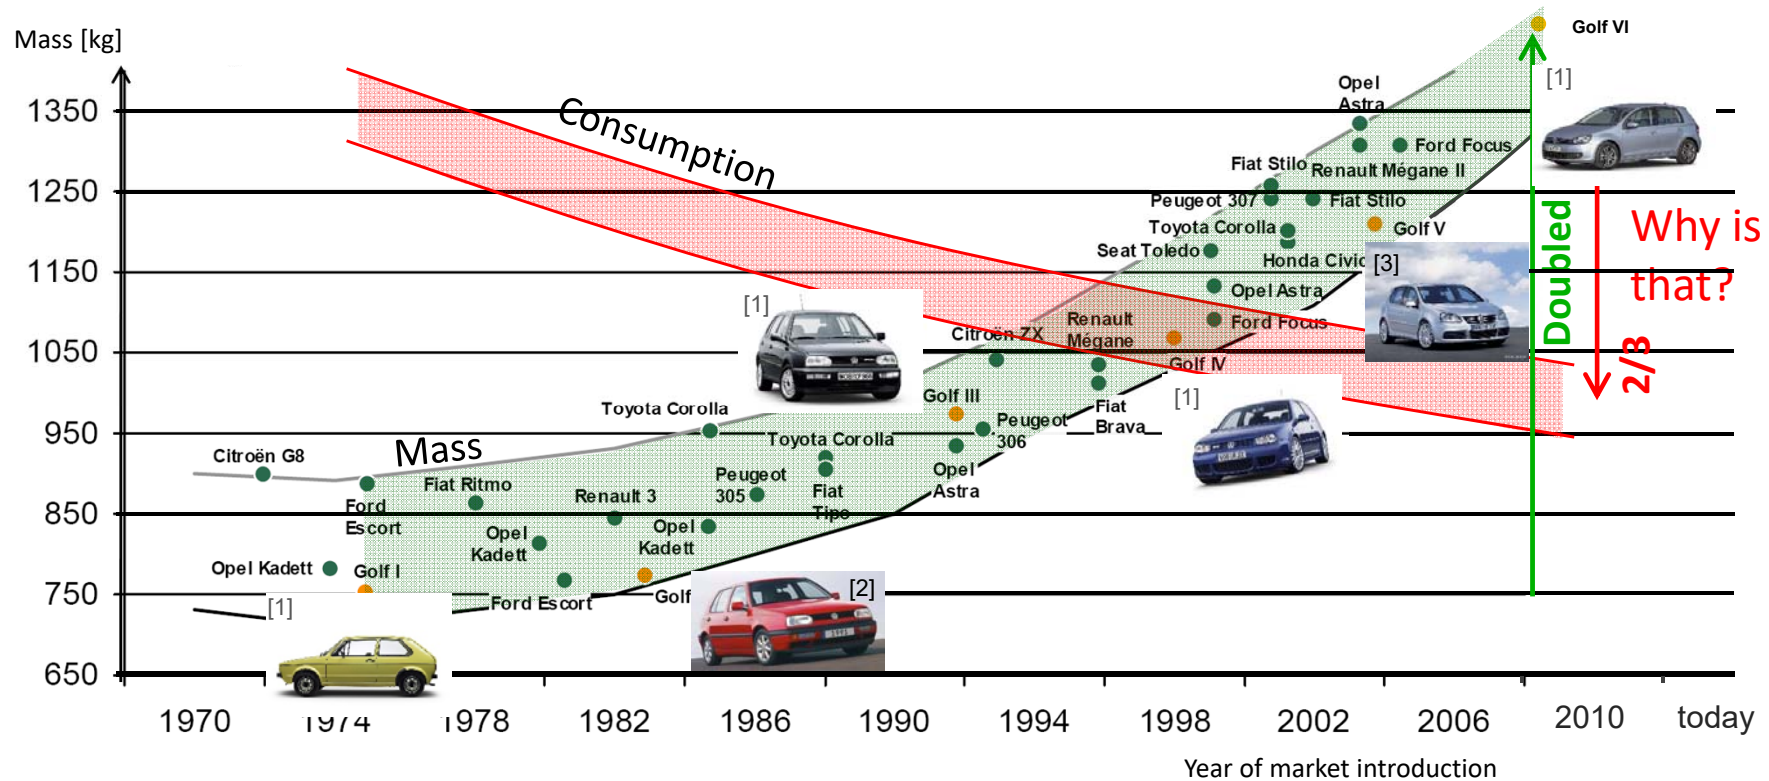 Mass [kg]
1350
1250
1150
1050
950
850
750
650
1970
1974
1978
1982
1986
1990
1994
1998
2002
2006
2010
today
Year of market introduction
Consumption
Mass
Citroën G8
Opel Kadett
Ford
Escort
Golf I
[1]
Fiat Ritmo
Opel
Kadett
Ford Escort
Renault 3
Opel
Kadett
Golf
[2]
Toyota Corolla
Peugeot
305
Toyota Corolla
Fiat
Tipo
[1]
Golf III
Opel
Astra
Peugeot
306
Citroën ZX
Renault
Mégane
Fiat
Brava
Golf IV
[1]
Seat Toledo
Opel Astra
Ford Focus
Fiat Stilo
Peugeot 307
Toyota Corolla
Honda Civic
Renault Mégane II
Fiat Stilo
Golf V
[3]
Opel
Astra
Ford Focus
Golf VI
[1]
Doubled
2/3
Why is
that?